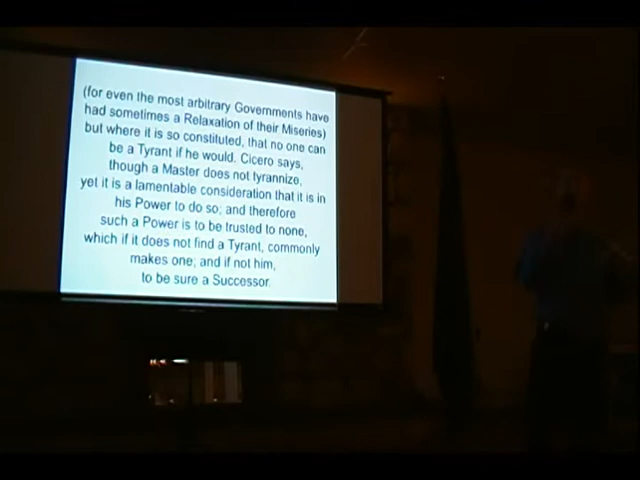 (for even the most arbitrary Governments have
had sometimes a Relaxation of their Miseries)
but where it is so constituted, that no one can
be a Tyrant if he would. Cicero says,
though a Master does not tyrannize,
yet it is a lamentable consideration that it is in
his Power to do so; and therefore
such a Power is to be trusted to none,
which if it does not find a Tyrant, commonly
makes one; and if not him,
to be sure a Successor.